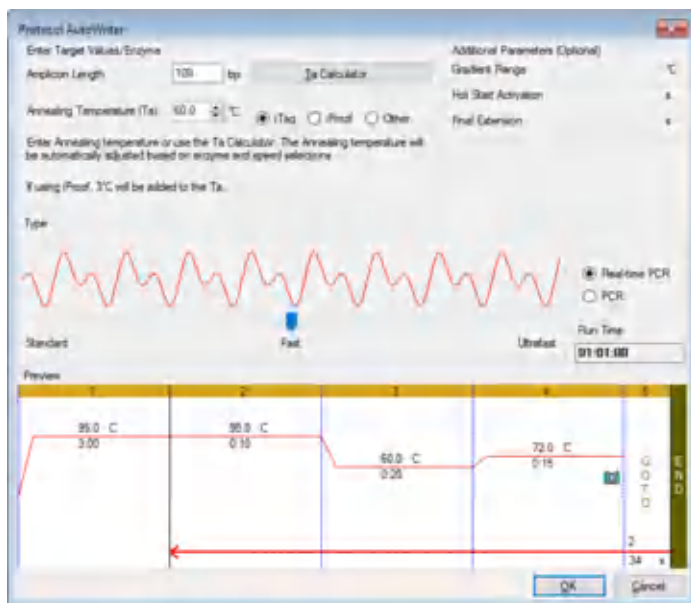 Protocol AutoWriter
Enter Target Values/Enzyme
Additional Parameters (Optional)
Amplicon Length
bp
Ta Calculator
Gradient Range
°C
Hot Start Activation
s
Annealing Temperature (Ta)
60.0
°C
iTaq
iProof
Other
Final Extension
s
Enter Annealing temperature or use the Ta Calculator. The Annealing temperature will
be automatically adjusted based on enzyme and speed selections
If using iProof, 3°C will be added to the Ta.
Type
Real-time PCR
PCR
Standard
Fast
Ultrafast
Run Time
01:01:00
Preview
1
2
3
4
5
95.0 C
3:00
95.0 C
0:10
60.0 C
72.0 C
0:15
GOTO
END
2
34 x
OK
Cancel